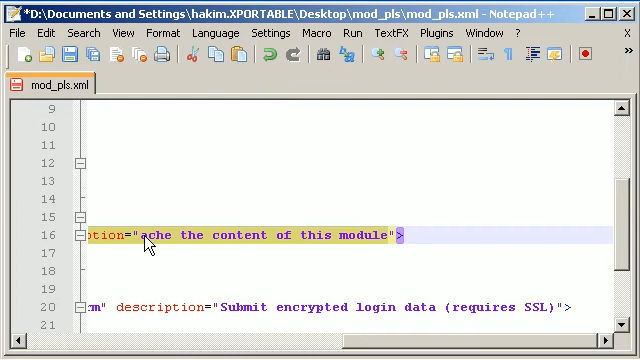 *D:\Documents and Settings\hakim.XPORTABLE\Desktop\mod_pls\mod_pls.xml - Notepad++
File Edit Search View Format Language Settings Macro Run TextFX Plugins Window ?
mod_pls.xml
9
10
11
12
13
14
15
16 ption="ache the content of this module">
17
18
19
20 rm" description="Submit encrypted login data (requires SSL)">
21